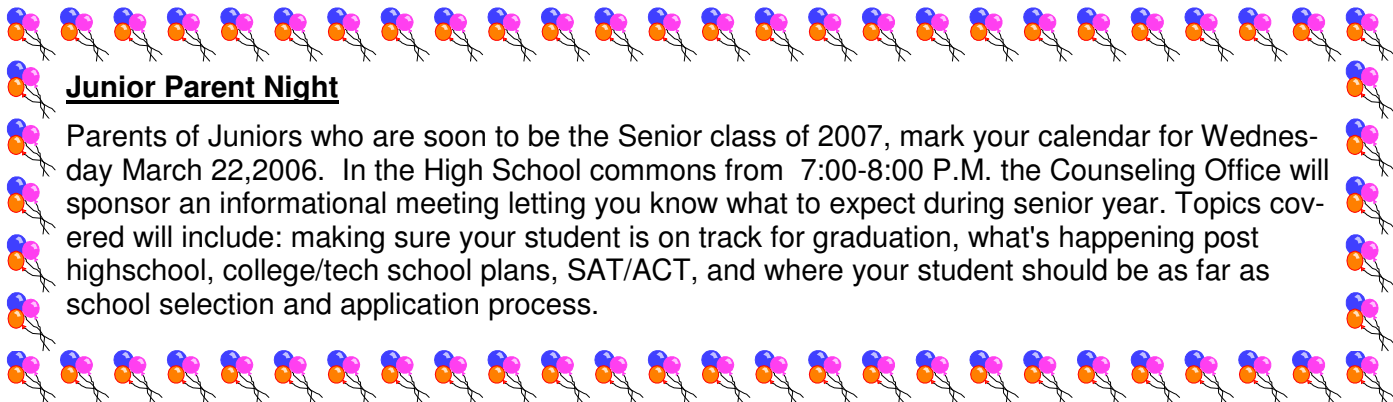 Junior Parent Night
Parents of Juniors who are soon to be the Senior class of 2007, mark your calendar for Wednes-
day March 22,2006.  In the High School commons from  7:00-8:00 P.M. the Counseling Office will
sponsor an informational meeting letting you know what to expect during senior year. Topics cov-
ered will include: making sure your student is on track for graduation, what's happening post
highschool, college/tech school plans, SAT/ACT, and where your student should be as far as
school selection and application process.